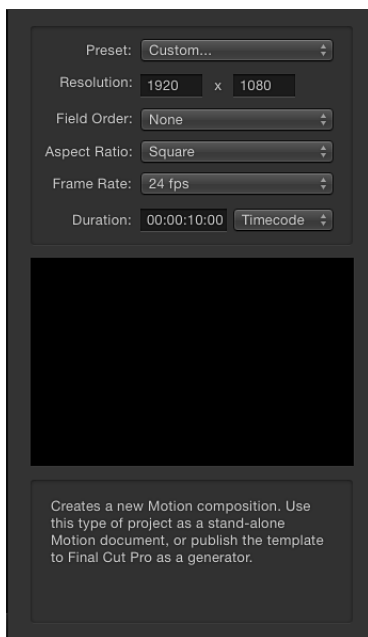 Preset: Custom...
Resolution: 1920 x 1080
Field Order: None
Aspect Ratio: Square
Frame Rate: 24 fps
Duration: 00:00:10:00 Timecode
Creates a new Motion composition. Use
this type of project as a stand-alone
Motion document, or publish the template
to Final Cut Pro as a generator.